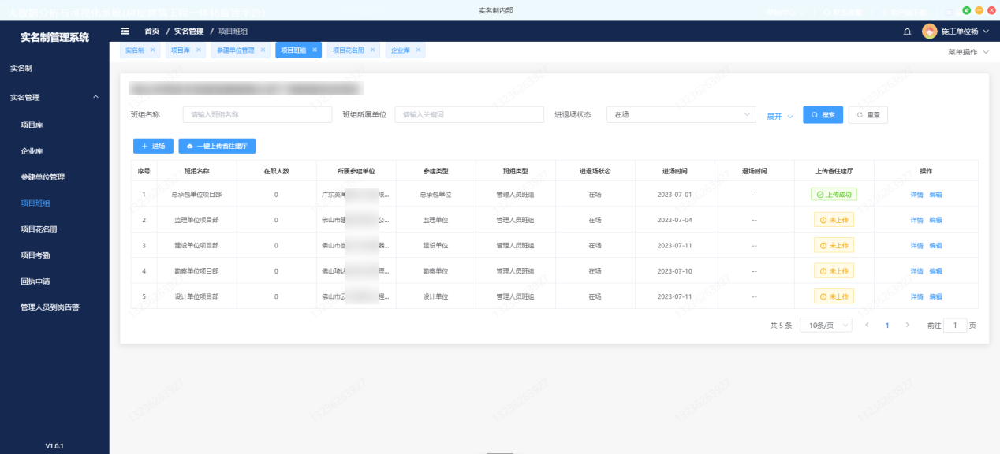 实名制内部
实名制管理系统
首页 / 实名管理 / 项目班组
施工单位杨
实名制 × 项目库 × 参建单位管理 × 项目班组 × 项目花名册 × 企业库 ×
菜单操作
实名制
实名管理
项目库
企业库
参建单位管理
项目班组
项目花名册
项目考勤
回执申请
管理人员到岗告警
V1.0.1
班组名称 请输入班组名称 班组所属单位 请输入关键词 进退场状态 在场 展开 搜索 重置
+ 进场 一键上传省住建厅
序号 班组名称 在职人数 所属参建单位 参建类型 班组类型 进退场状态 进场时间 退场时间 上传省住建厅 操作
1 总承包单位项目部 0 广东英 ... 总承包单位 管理人员班组 在场 2023-07-01 -- 上传成功 详情 编辑
2 监理单位项目部 0 佛山市 公... 监理单位 管理人员班组 在场 2023-07-04 -- 未上传 详情 编辑
3 建设单位项目部 0 佛山市 器... 建设单位 管理人员班组 在场 2023-07-11 -- 未上传 详情 编辑
4 勘察单位项目部 0 佛山琦 理... 勘察单位 管理人员班组 在场 2023-07-10 -- 未上传 详情 编辑
5 设计单位项目部 0 佛山市云 程... 设计单位 管理人员班组 在场 2023-07-11 -- 未上传 详情 编辑
共 5 条 10条/页 < 1 > 前往 1 页
13236263927